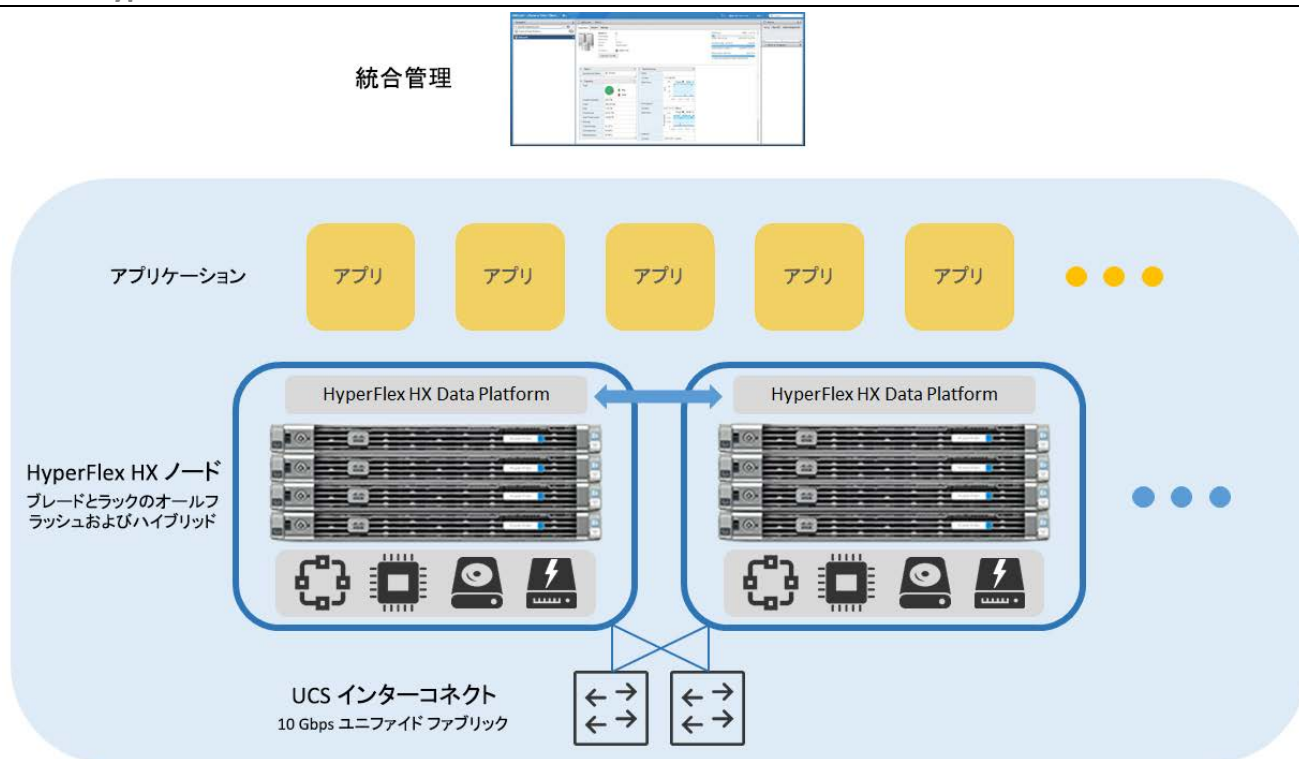 統合管理
アプリケーション
アプリ
アプリ
アプリ
アプリ
アプリ
HyperFlex HX Data Platform
HyperFlex HX Data Platform
HyperFlex HX ノード
ブレードとラックのオールフ
ラッシュおよびハイブリッド
UCS インターコネクト
10 Gbps ユニファイド ファブリック